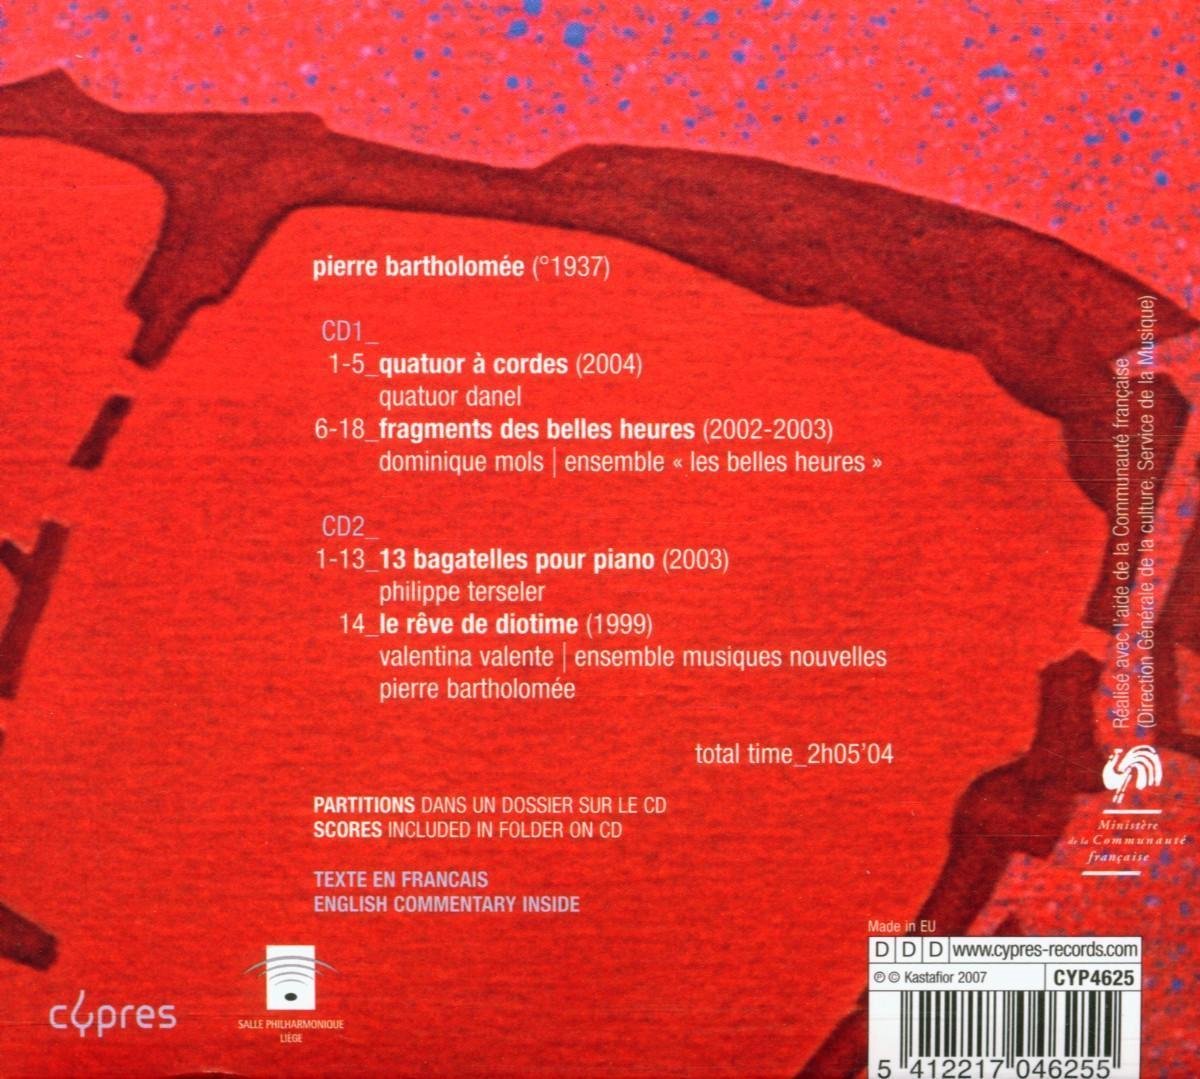 pierre bartholomée (°1937)
CD1_
1-5_quatuor à cordes (2004)
quatuor danel
6-18_fragments des belles heures (2002-2003)
dominique mols | ensemble « les belles heures »
CD2_
1-13_13 bagatelles pour piano (2003)
philippe terseler
14_le rêve de diotime (1999)
valentina valente | ensemble musiques nouvelles
pierre bartholomée
total time_2h05'04
PARTITIONS DANS UN DOSSIER SUR LE CD
SCORES INCLUDED IN FOLDER ON CD
TEXTE EN FRANCAIS
ENGLISH COMMENTARY INSIDE
cypres
SALLE PHILHARMONIQUE
LIÈGE
Réalisé avec l'aide de la Communauté française
(Direction Générale de la culture, Service de la Musique)
Ministère
de la Communauté
française
Made in EU
D D D www.cypres-records.com
℗ © Kastafior 2007 CYP4625
5 412217 046255